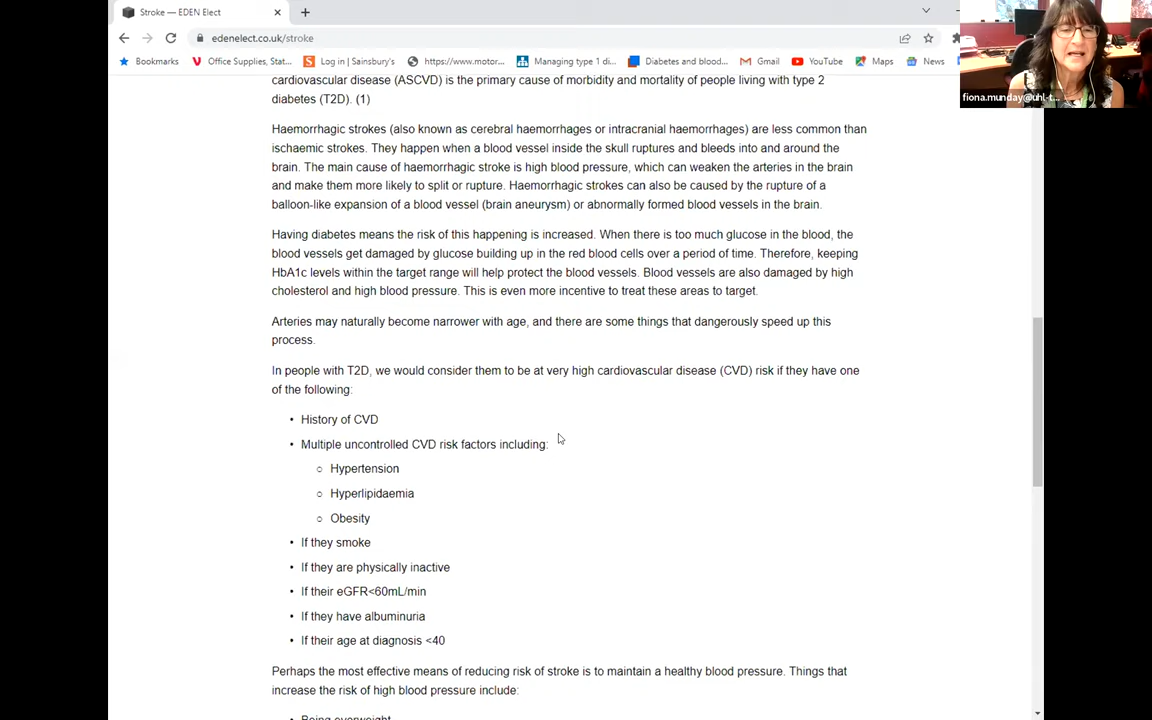 Stroke — EDEN Elect
edenelect.co.uk/stroke
Bookmarks
Office Supplies, Stat...
Log in | Sainsbury's
https://www.motor...
Managing type 1 di...
Diabetes and blood...
Gmail
YouTube
Maps
News
fiona.munday@uhl-t...
cardiovascular disease (ASCVD) is the primary cause of morbidity and mortality of people living with type 2
diabetes (T2D). (1)
Haemorrhagic strokes (also known as cerebral haemorrhages or intracranial haemorrhages) are less common than
ischaemic strokes. They happen when a blood vessel inside the skull ruptures and bleeds into and around the
brain. The main cause of haemorrhagic stroke is high blood pressure, which can weaken the arteries in the brain
and make them more likely to split or rupture. Haemorrhagic strokes can also be caused by the rupture of a
balloon-like expansion of a blood vessel (brain aneurysm) or abnormally formed blood vessels in the brain.
Having diabetes means the risk of this happening is increased. When there is too much glucose in the blood, the
blood vessels get damaged by glucose building up in the red blood cells over a period of time. Therefore, keeping
HbA1c levels within the target range will help protect the blood vessels. Blood vessels are also damaged by high
cholesterol and high blood pressure. This is even more incentive to treat these areas to target.
Arteries may naturally become narrower with age, and there are some things that dangerously speed up this
process.
In people with T2D, we would consider them to be at very high cardiovascular disease (CVD) risk if they have one
of the following:
• History of CVD
• Multiple uncontrolled CVD risk factors including:
○ Hypertension
○ Hyperlipidaemia
○ Obesity
• If they smoke
• If they are physically inactive
• If their eGFR<60mL/min
• If they have albuminuria
• If their age at diagnosis <40
Perhaps the most effective means of reducing risk of stroke is to maintain a healthy blood pressure. Things that
increase the risk of high blood pressure include:
• Being overweight